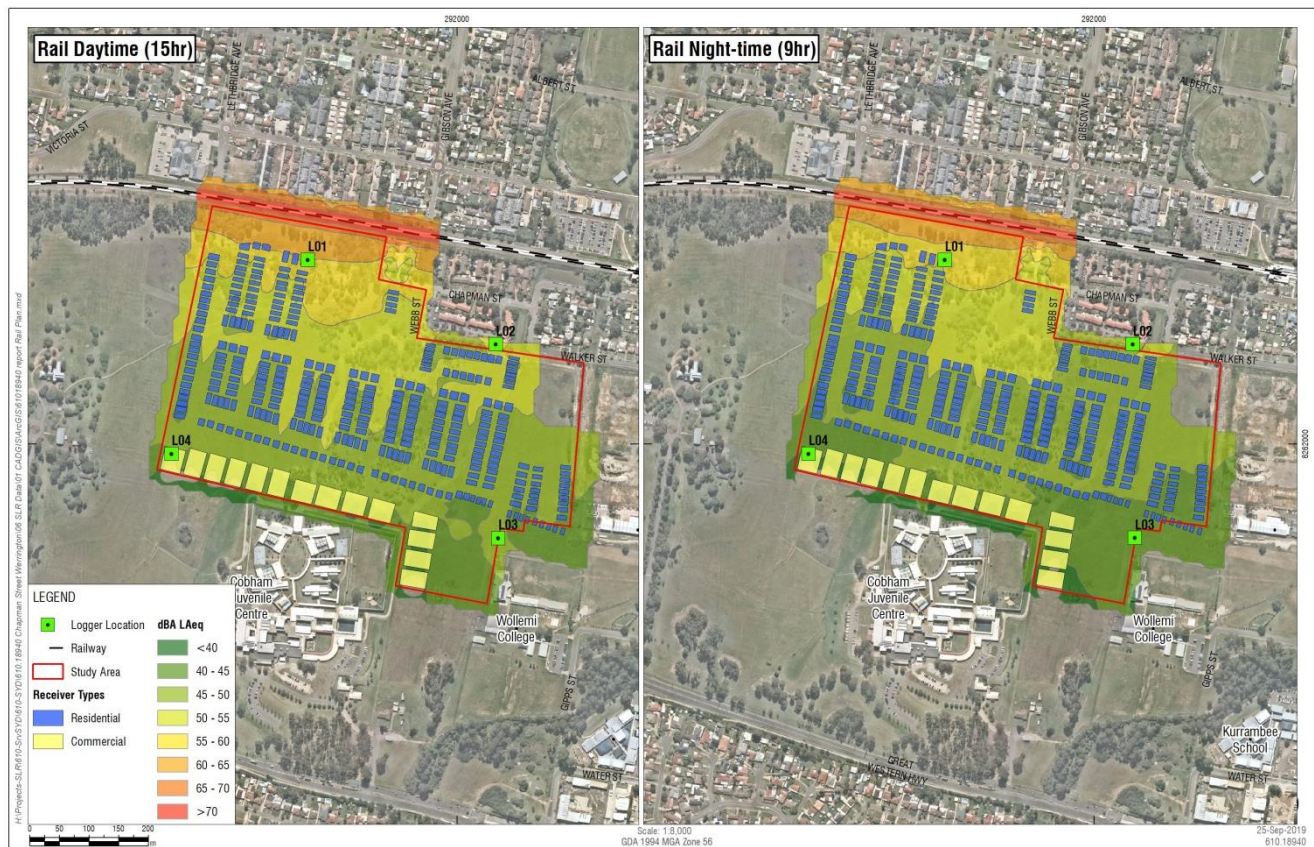 292000
292000
Rail Daytime (15hr)
LETHBRIDGE AVE
GIBSON AVE
ALBERT ST
VICTORIA ST
L01
CHAPMAN ST
WEBB ST
L02
WALKER ST
L04
L03
Cobham
Juvenile
Centre
Wollemi
College
GIPPS ST
WATER ST
GREAT
WESTERN HWY
Rail Night-time (9hr)
LETHBRIDGE AVE
GIBSON AVE
ALBERT ST
VICTORIA ST
L01
CHAPMAN ST
WEBB ST
L02
WALKER ST
6262000
L04
L03
Cobham
Juvenile
Centre
Wollemi
College
GIPPS ST
Kurrambee
School
WATER ST
GREAT
WESTERN HWY
LEGEND
Logger Location
Railway
Study Area
Receiver Types
Residential
Commercial
dBA LAeq
<40
40 - 45
45 - 50
50 - 55
55 - 60
60 - 65
65 - 70
>70
0 50 100 150 200
m
Scale: 1:8,000
GDA 1994 MGA Zone 56
25-Sep-2019
610.18940